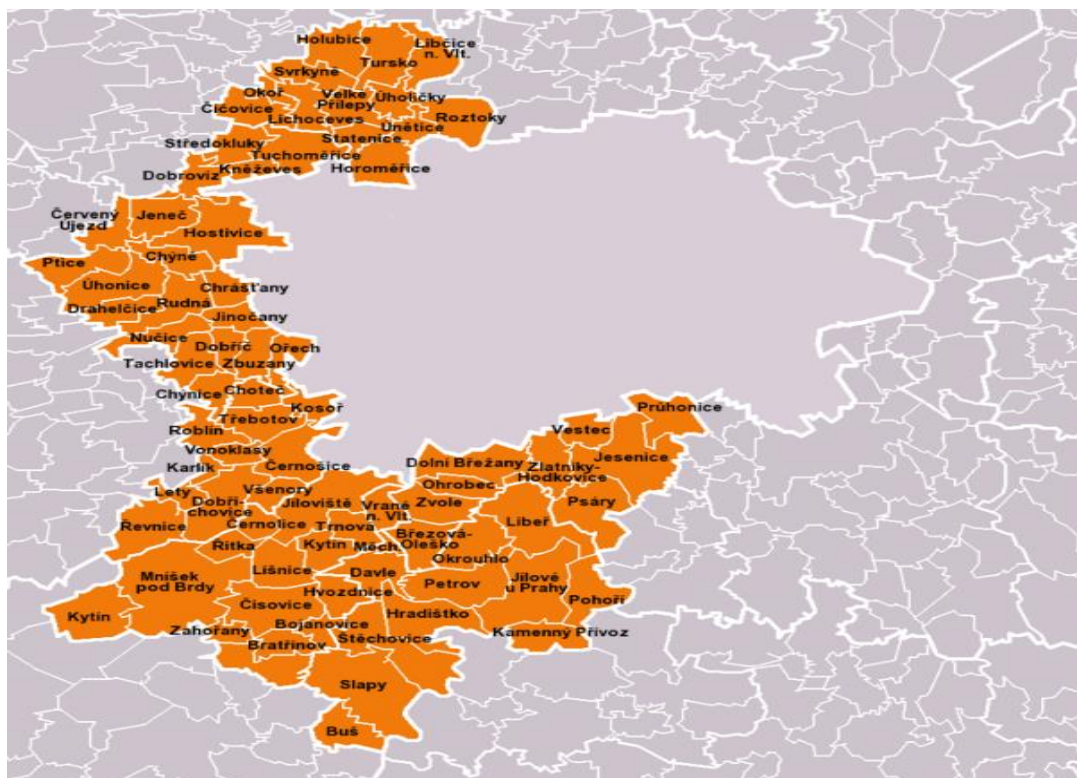 Holubice
Libčice
n. Vlt.
Tursko
Svrkyně
Okoř
Velké
Přílepy
Úholičky
Číčovice
Lichoceves
Roztoky
Únětice
Statenice
Středokluky
Tuchoměřice
Kněževes
Horoměřice
Dobrovíz
Červený
Újezd
Jeneč
Hostivice
Chýně
Ptice
Úhonice
Chrášťany
Drahelčice
Rudná
Jinočany
Nučice
Dobříč
Ořech
Tachlovice
Zbuzany
Chýnice
Choteč
Kosoř
Průhonice
Třebotov
Roblín
Vestec
Vonoklasy
Jesenice
Karlík
Černošice
Dolní Břežany
Zlatníky-
Hodkovice
Ohrobec
Lety
Všenory
Dobři-
chovice
Jíloviště
Vrané
n. Vlt.
Zvole
Psáry
Řevnice
Černolice
Trnová
Libeř
Březová-
Oleško
Řitka
Kytín
Měch.
Okrouhlo
Líšnice
Davle
Mníšek
pod Brdy
Petrov
Jílové
u Prahy
Hvozdnice
Čisovice
Pohoří
Kytín
Hradištko
Bojanovice
Zahořany
Štěchovice
Kamenný Přívoz
Bratřínov
Slapy
Buš